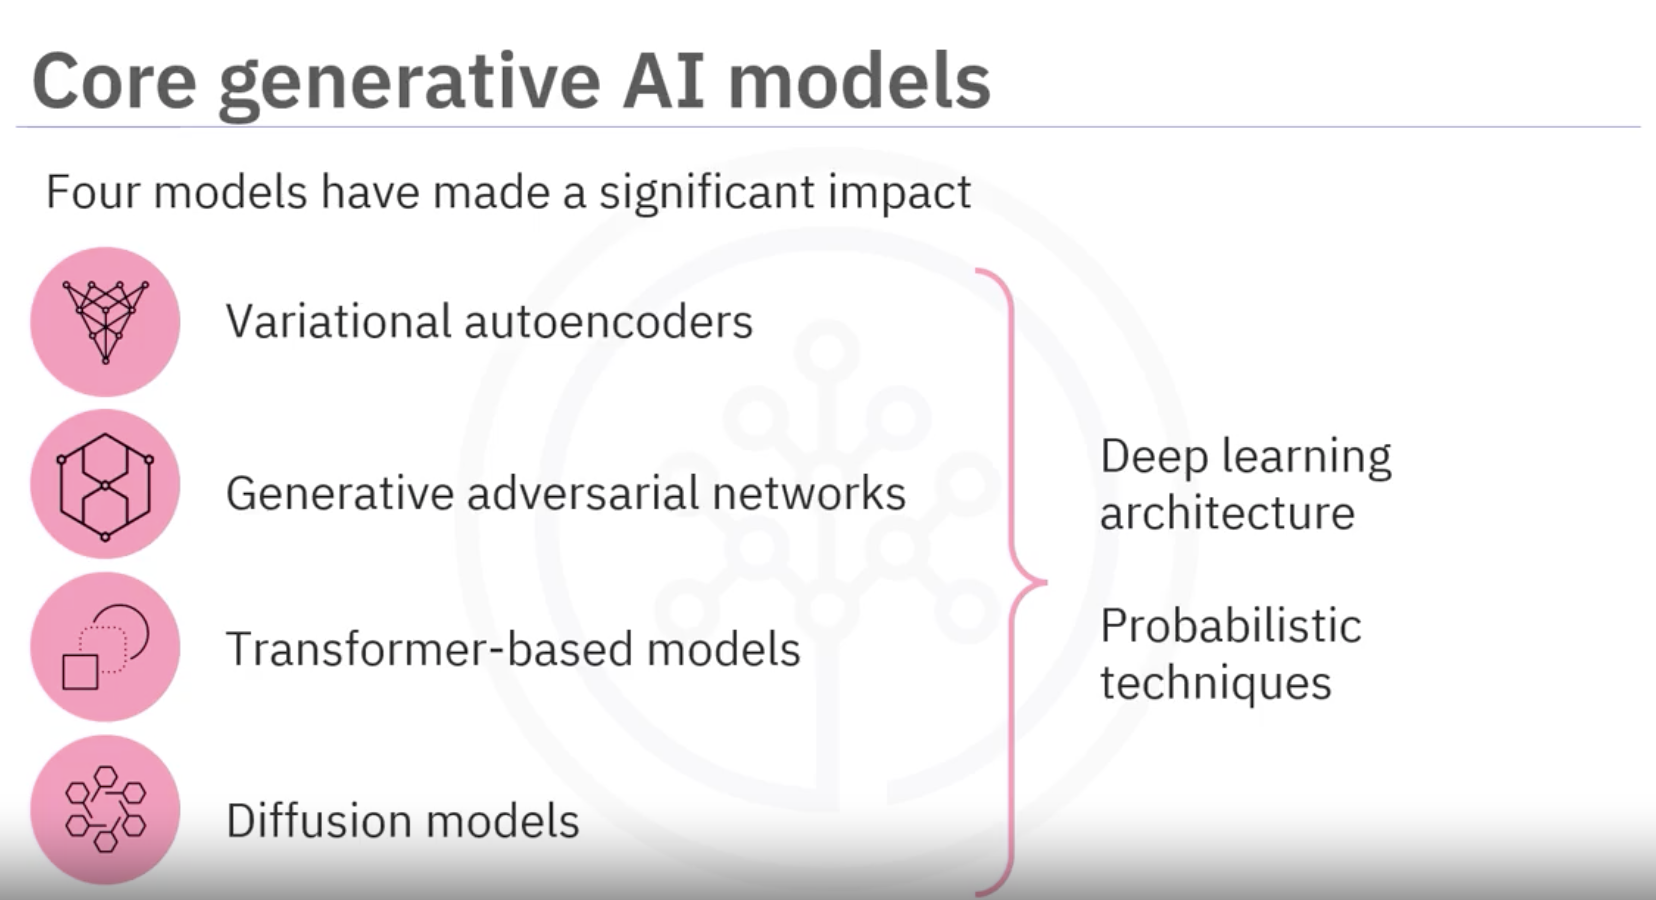 Core generative AI models
Four models have made a significant impact
Variational autoencoders
Generative adversarial networks
Transformer-based models
Diffusion models
Deep learning
architecture
Probabilistic
techniques